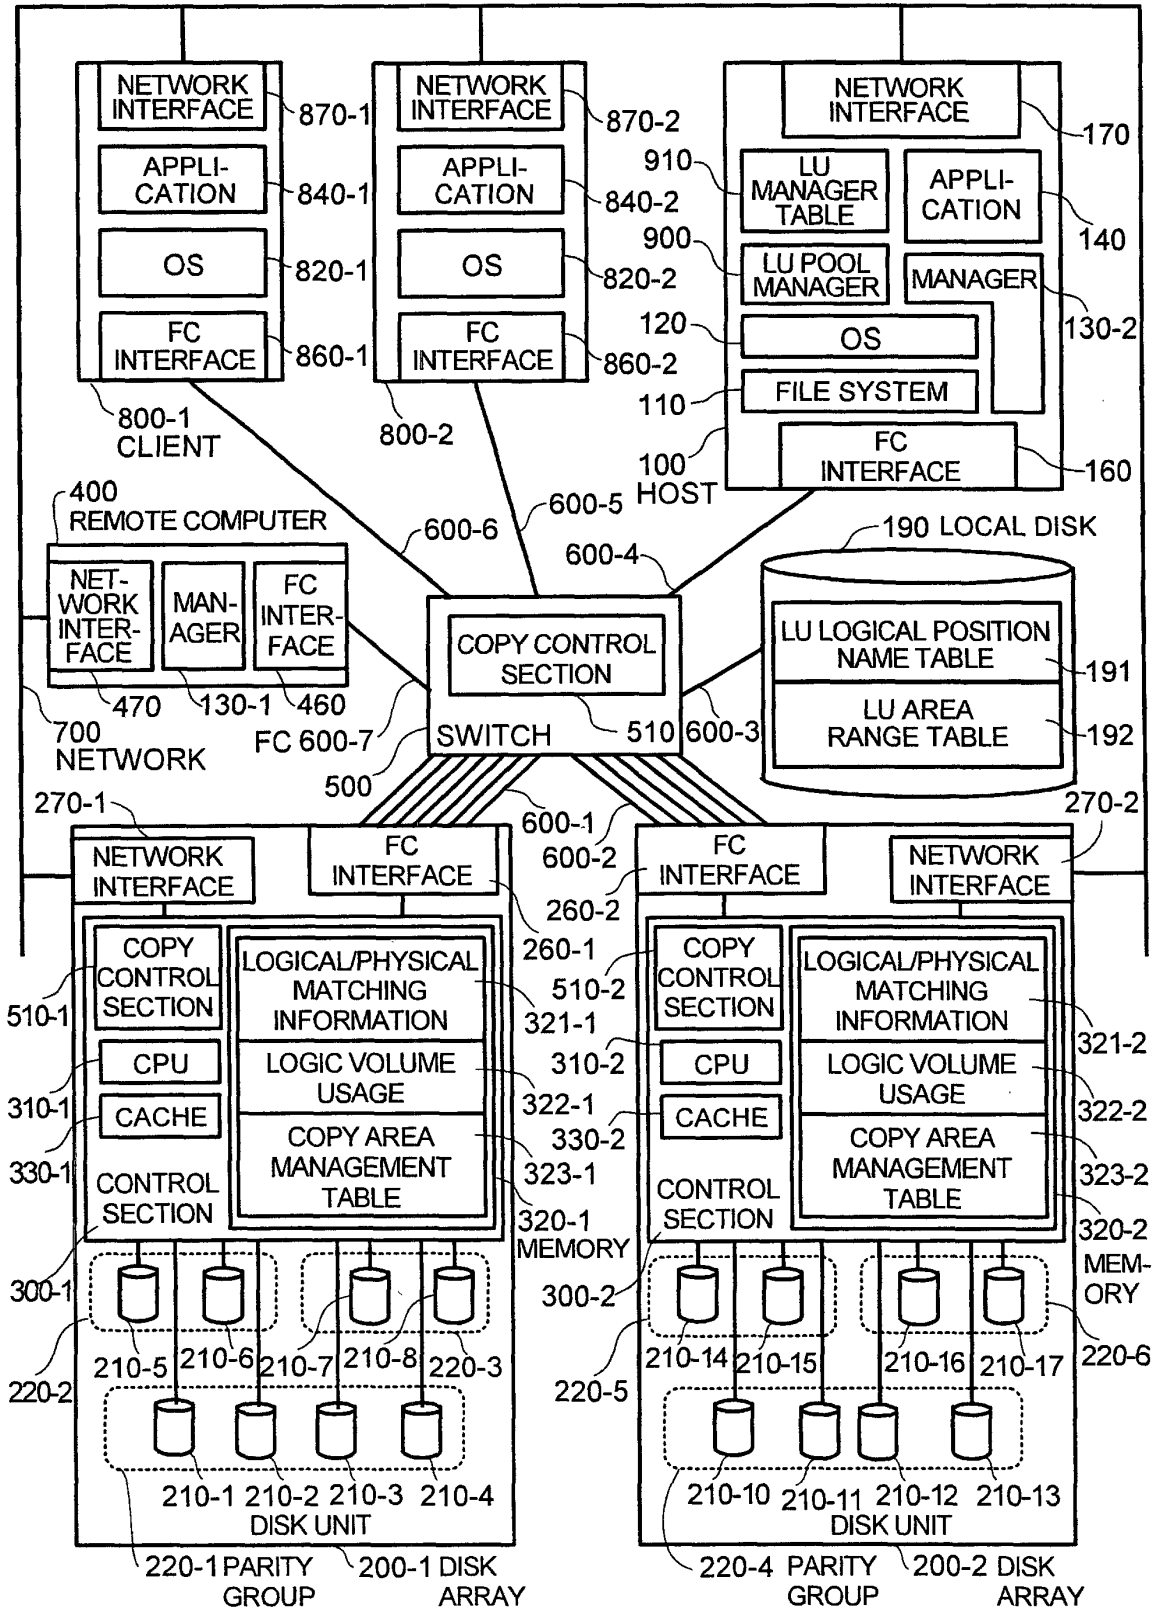 NETWORK
INTERFACE
870-1
APPLI-
CATION
840-1
OS
820-1
FC
INTERFACE
860-1
800-1
CLIENT
NETWORK
INTERFACE
870-2
APPLI-
CATION
840-2
OS
820-2
FC
INTERFACE
860-2
800-2
NETWORK
INTERFACE
170
910
LU
MANAGER
TABLE
APPLI-
CATION
140
900
LU POOL
MANAGER
MANAGER
130-2
120
OS
110
FILE SYSTEM
100
HOST
FC
INTERFACE
160
400
REMOTE COMPUTER
NET-
WORK
INTER-
FACE
MAN-
AGER
FC
INTER-
FACE
470
130-1
460
700
NETWORK
FC 600-7
600-6
600-5
600-4
COPY CONTROL
SECTION
510
SWITCH
500
600-3
190 LOCAL DISK
LU LOGICAL POSITION
NAME TABLE
191
LU AREA
RANGE TABLE
192
600-1
600-2
270-1
NETWORK
INTERFACE
FC
INTERFACE
260-1
COPY
CONTROL
SECTION
510-1
CPU
310-1
CACHE
330-1
CONTROL
SECTION
300-1
LOGICAL/PHYSICAL
MATCHING
INFORMATION
321-1
LOGIC VOLUME
USAGE
322-1
COPY AREA
MANAGEMENT
TABLE
323-1
320-1
MEMORY
210-5
210-6
210-7
210-8
220-3
220-2
210-1
210-2
210-3
210-4
DISK UNIT
220-1 PARITY
GROUP
200-1 DISK
ARRAY
270-2
FC
INTERFACE
260-2
NETWORK
INTERFACE
COPY
CONTROL
SECTION
510-2
CPU
310-2
CACHE
330-2
CONTROL
SECTION
300-2
LOGICAL/PHYSICAL
MATCHING
INFORMATION
321-2
LOGIC VOLUME
USAGE
322-2
COPY AREA
MANAGEMENT
TABLE
323-2
320-2
MEM-
ORY
210-14
210-15
210-16
210-17
220-6
220-5
210-10
210-11
210-12
210-13
DISK UNIT
220-4 PARITY
GROUP
200-2 DISK
ARRAY